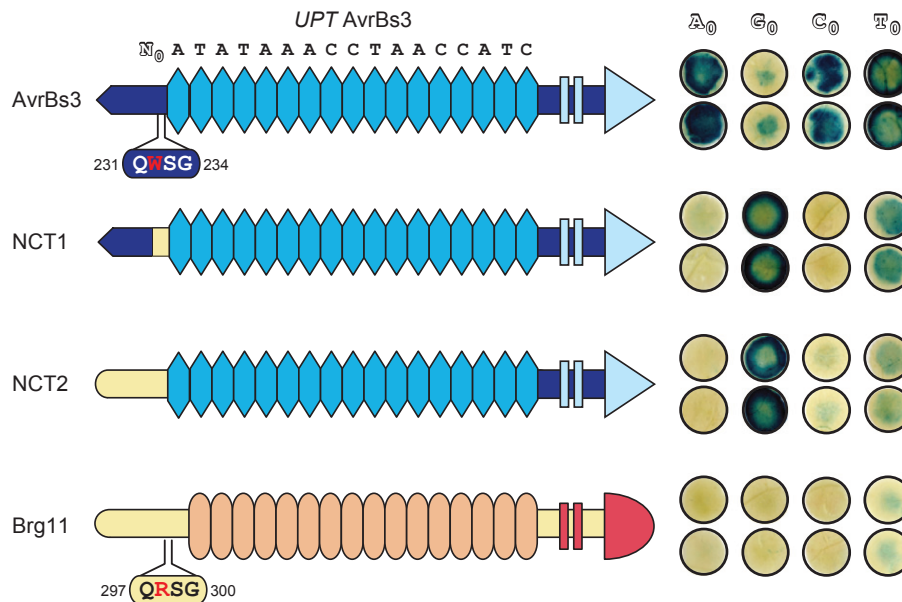 UPT AvrBs3
N0 A T A T A A A C C T A A C C A T C
A0 G0 C0 T0
AvrBs3
231 QWSG 234
NCT1
NCT2
Brg11
297 QRSG 300